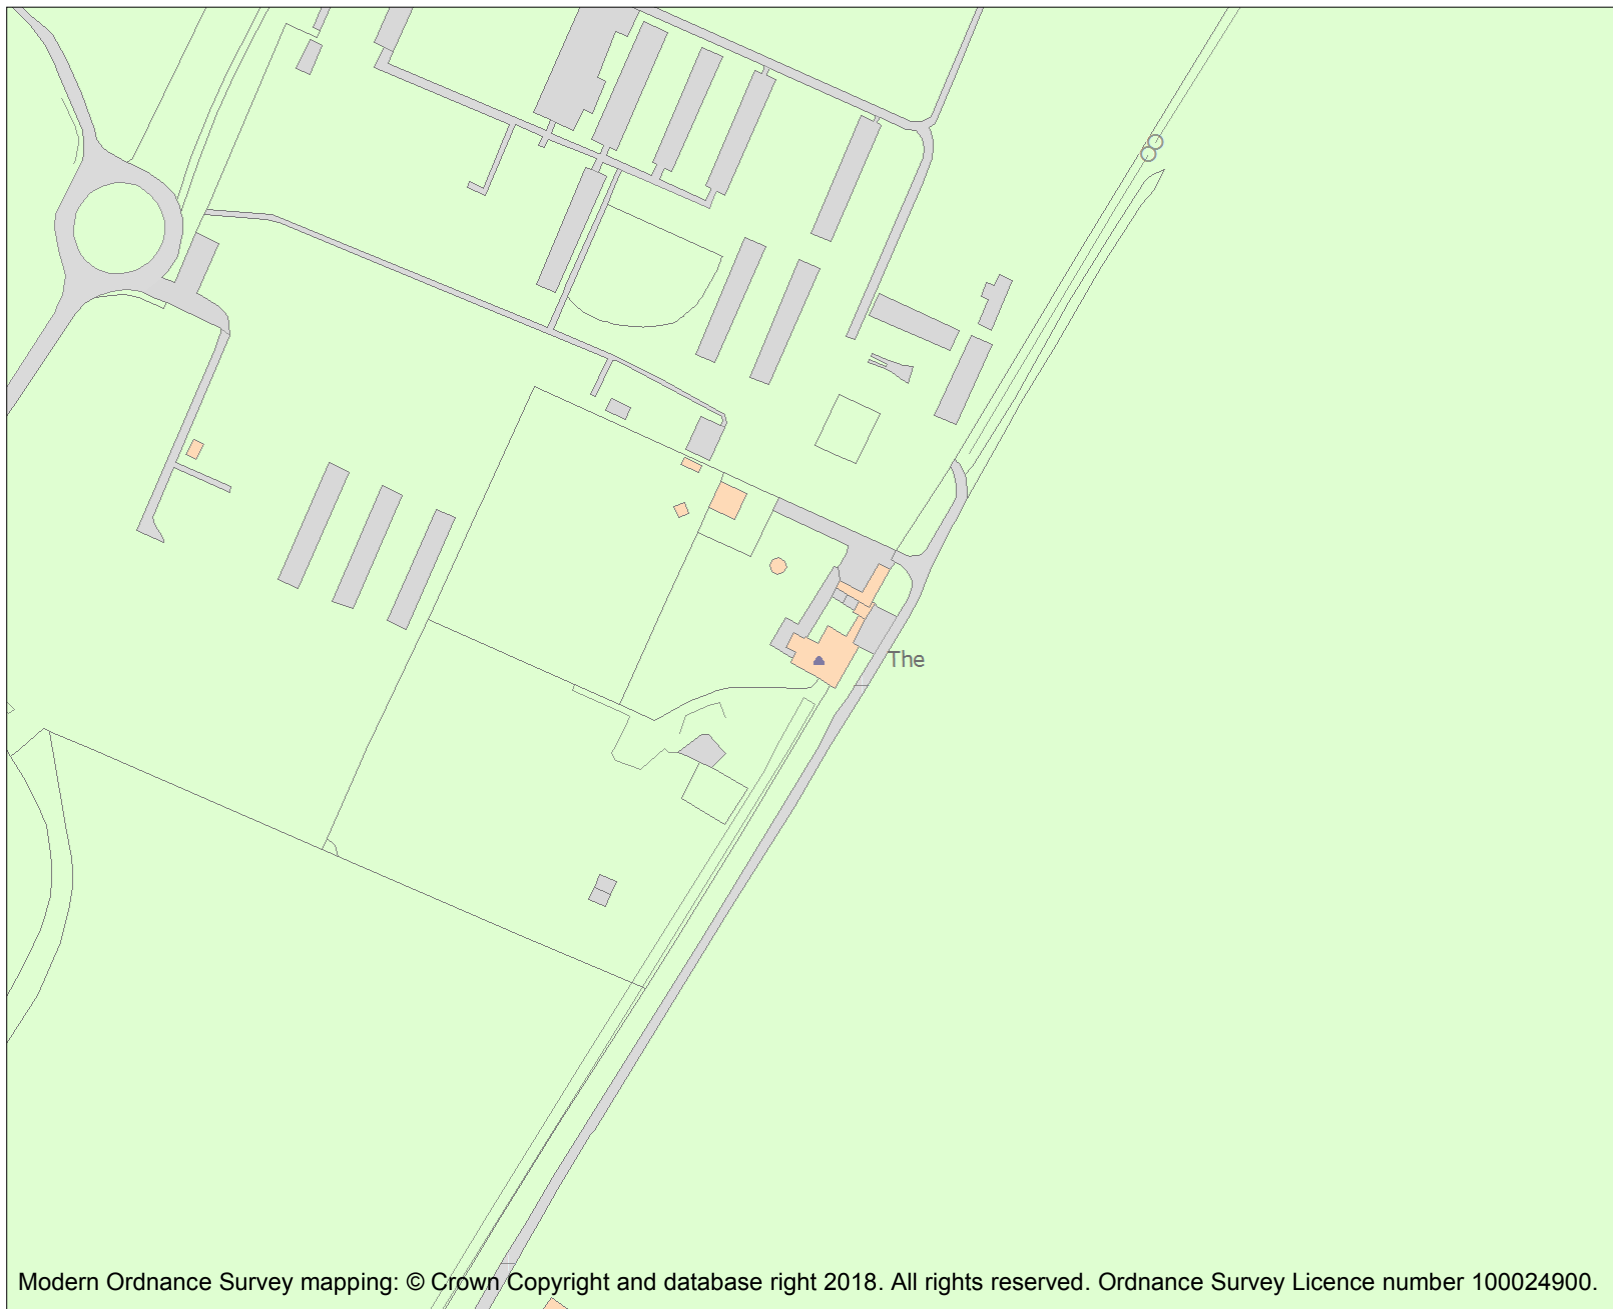 The
Modern Ordnance Survey mapping: © Crown Copyright and database right 2018. All rights reserved. Ordnance Survey Licence number 100024900.